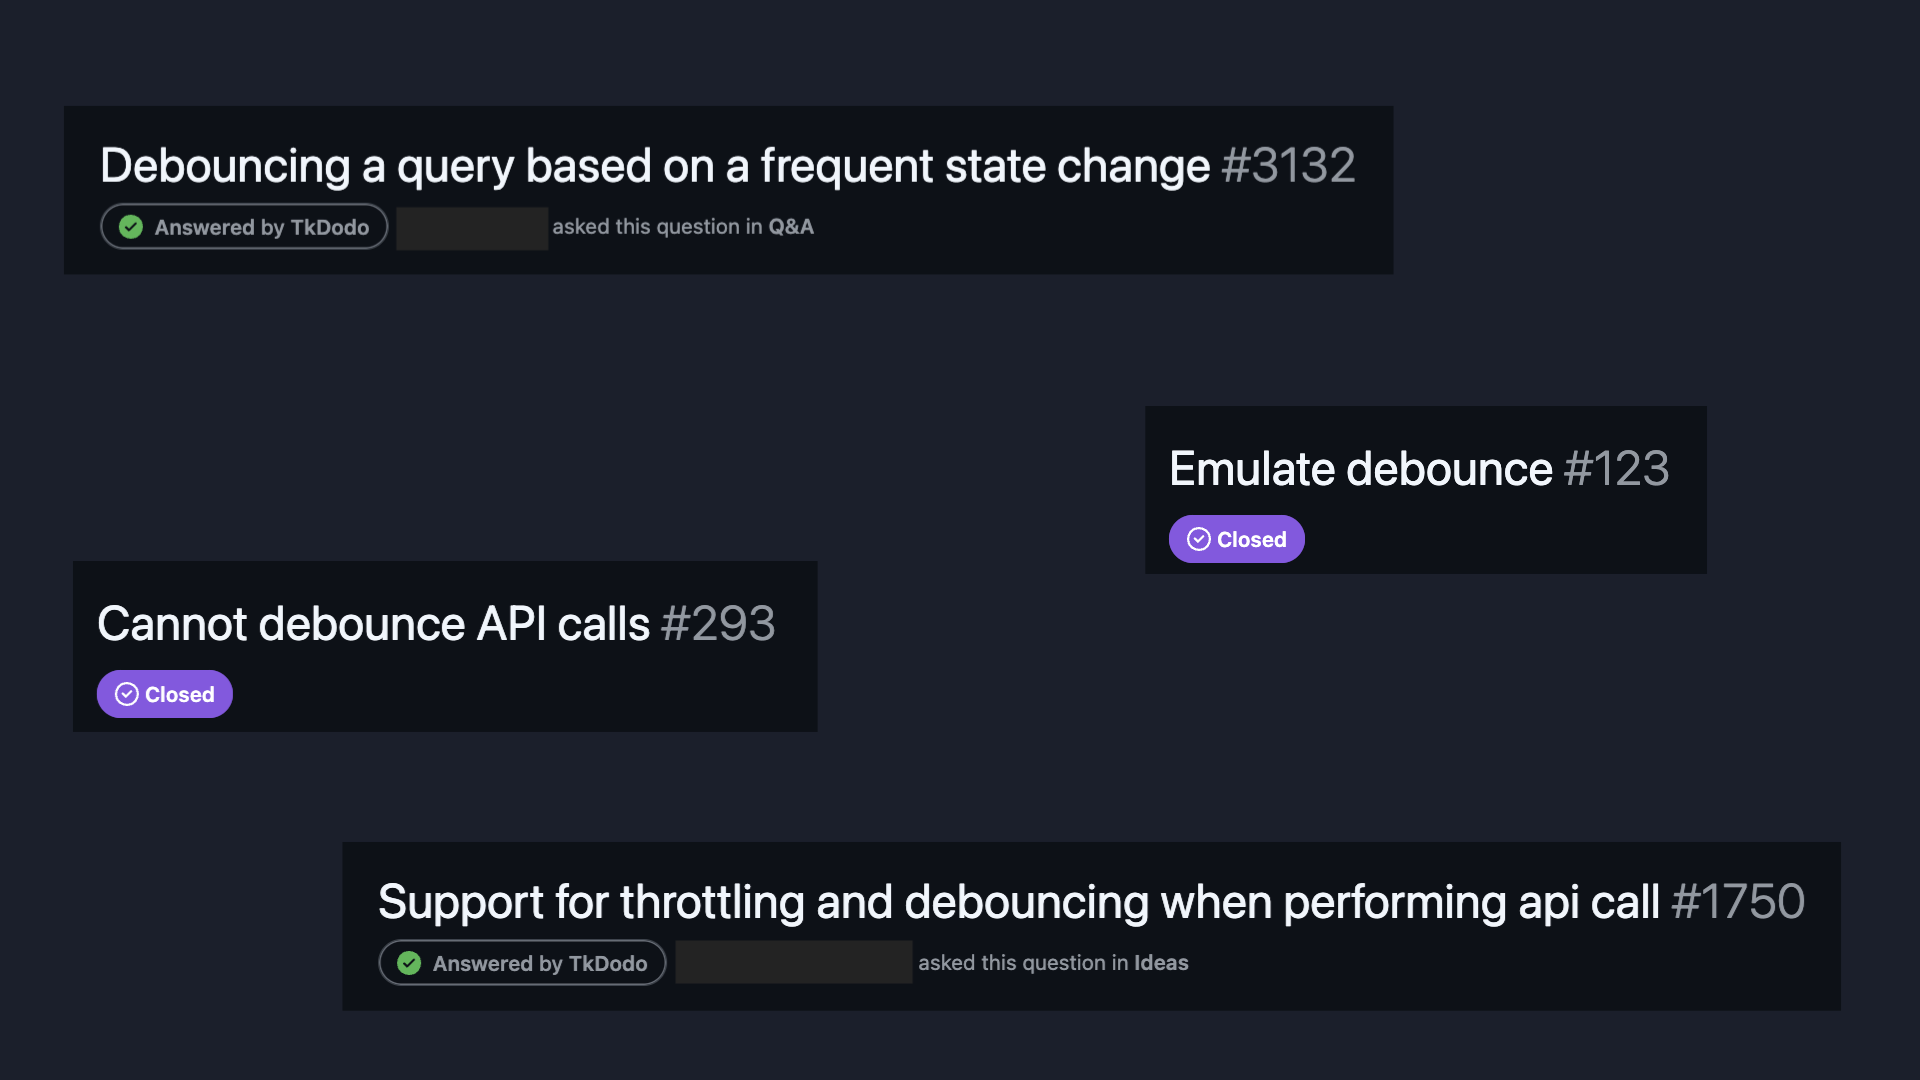 Debouncing a query based on a frequent state change #3132
Answered by TkDodo asked this question in Q&A
Emulate debounce #123
Closed
Cannot debounce API calls #293
Closed
Support for throttling and debouncing when performing api call #1750
Answered by TkDodo asked this question in Ideas